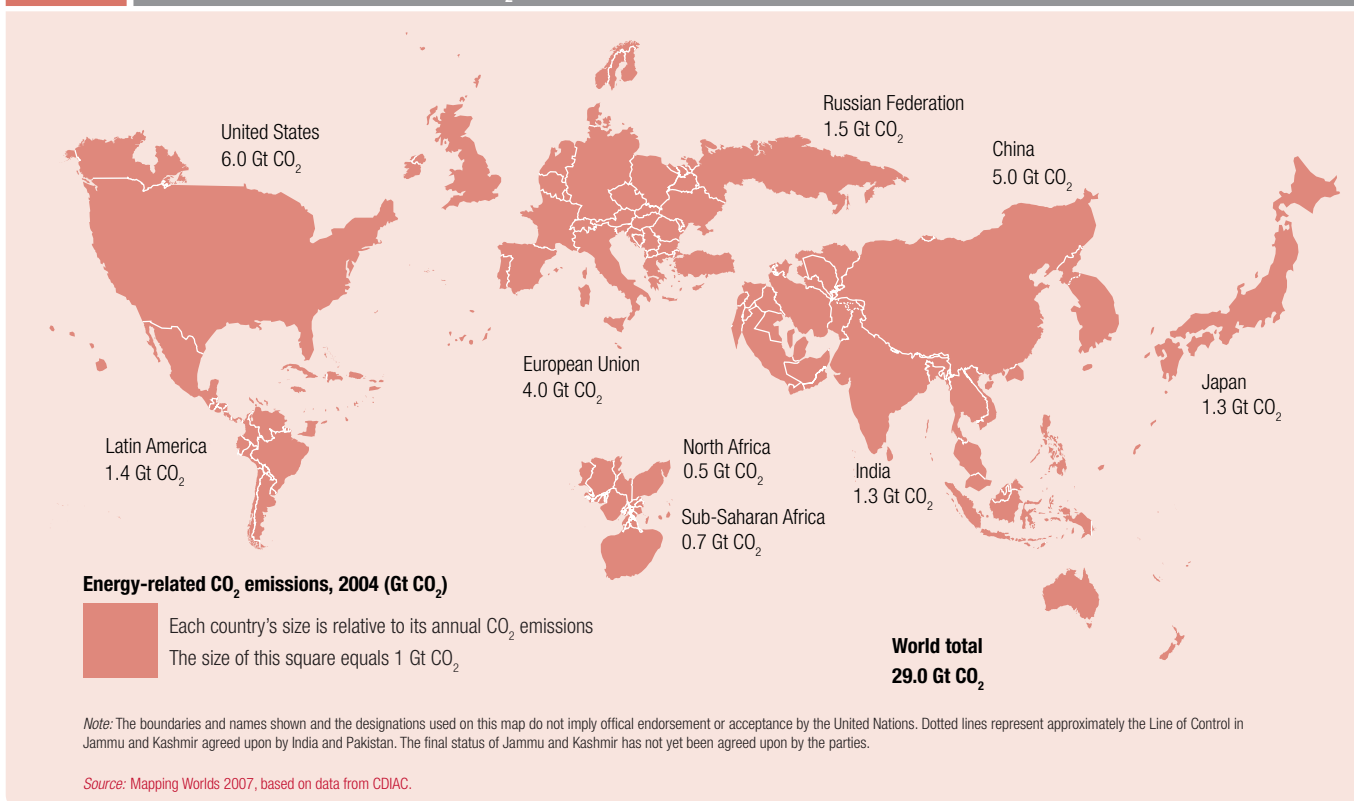 United States
6.0 Gt CO₂
Russian Federation
1.5 Gt CO₂
China
5.0 Gt CO₂
European Union
4.0 Gt CO₂
Japan
1.3 Gt CO₂
Latin America
1.4 Gt CO₂
North Africa
0.5 Gt CO₂
India
1.3 Gt CO₂
Sub-Saharan Africa
0.7 Gt CO₂
Energy-related CO₂ emissions, 2004 (Gt CO₂)
Each country's size is relative to its annual CO₂ emissions
The size of this square equals 1 Gt CO₂
World total
29.0 Gt CO₂
Note: The boundaries and names shown and the designations used on this map do not imply offical endorsement or acceptance by the United Nations. Dotted lines represent approximately the Line of Control in
Jammu and Kashmir agreed upon by India and Pakistan. The final status of Jammu and Kashmir has not yet been agreed upon by the parties.
Source: Mapping Worlds 2007, based on data from CDIAC.